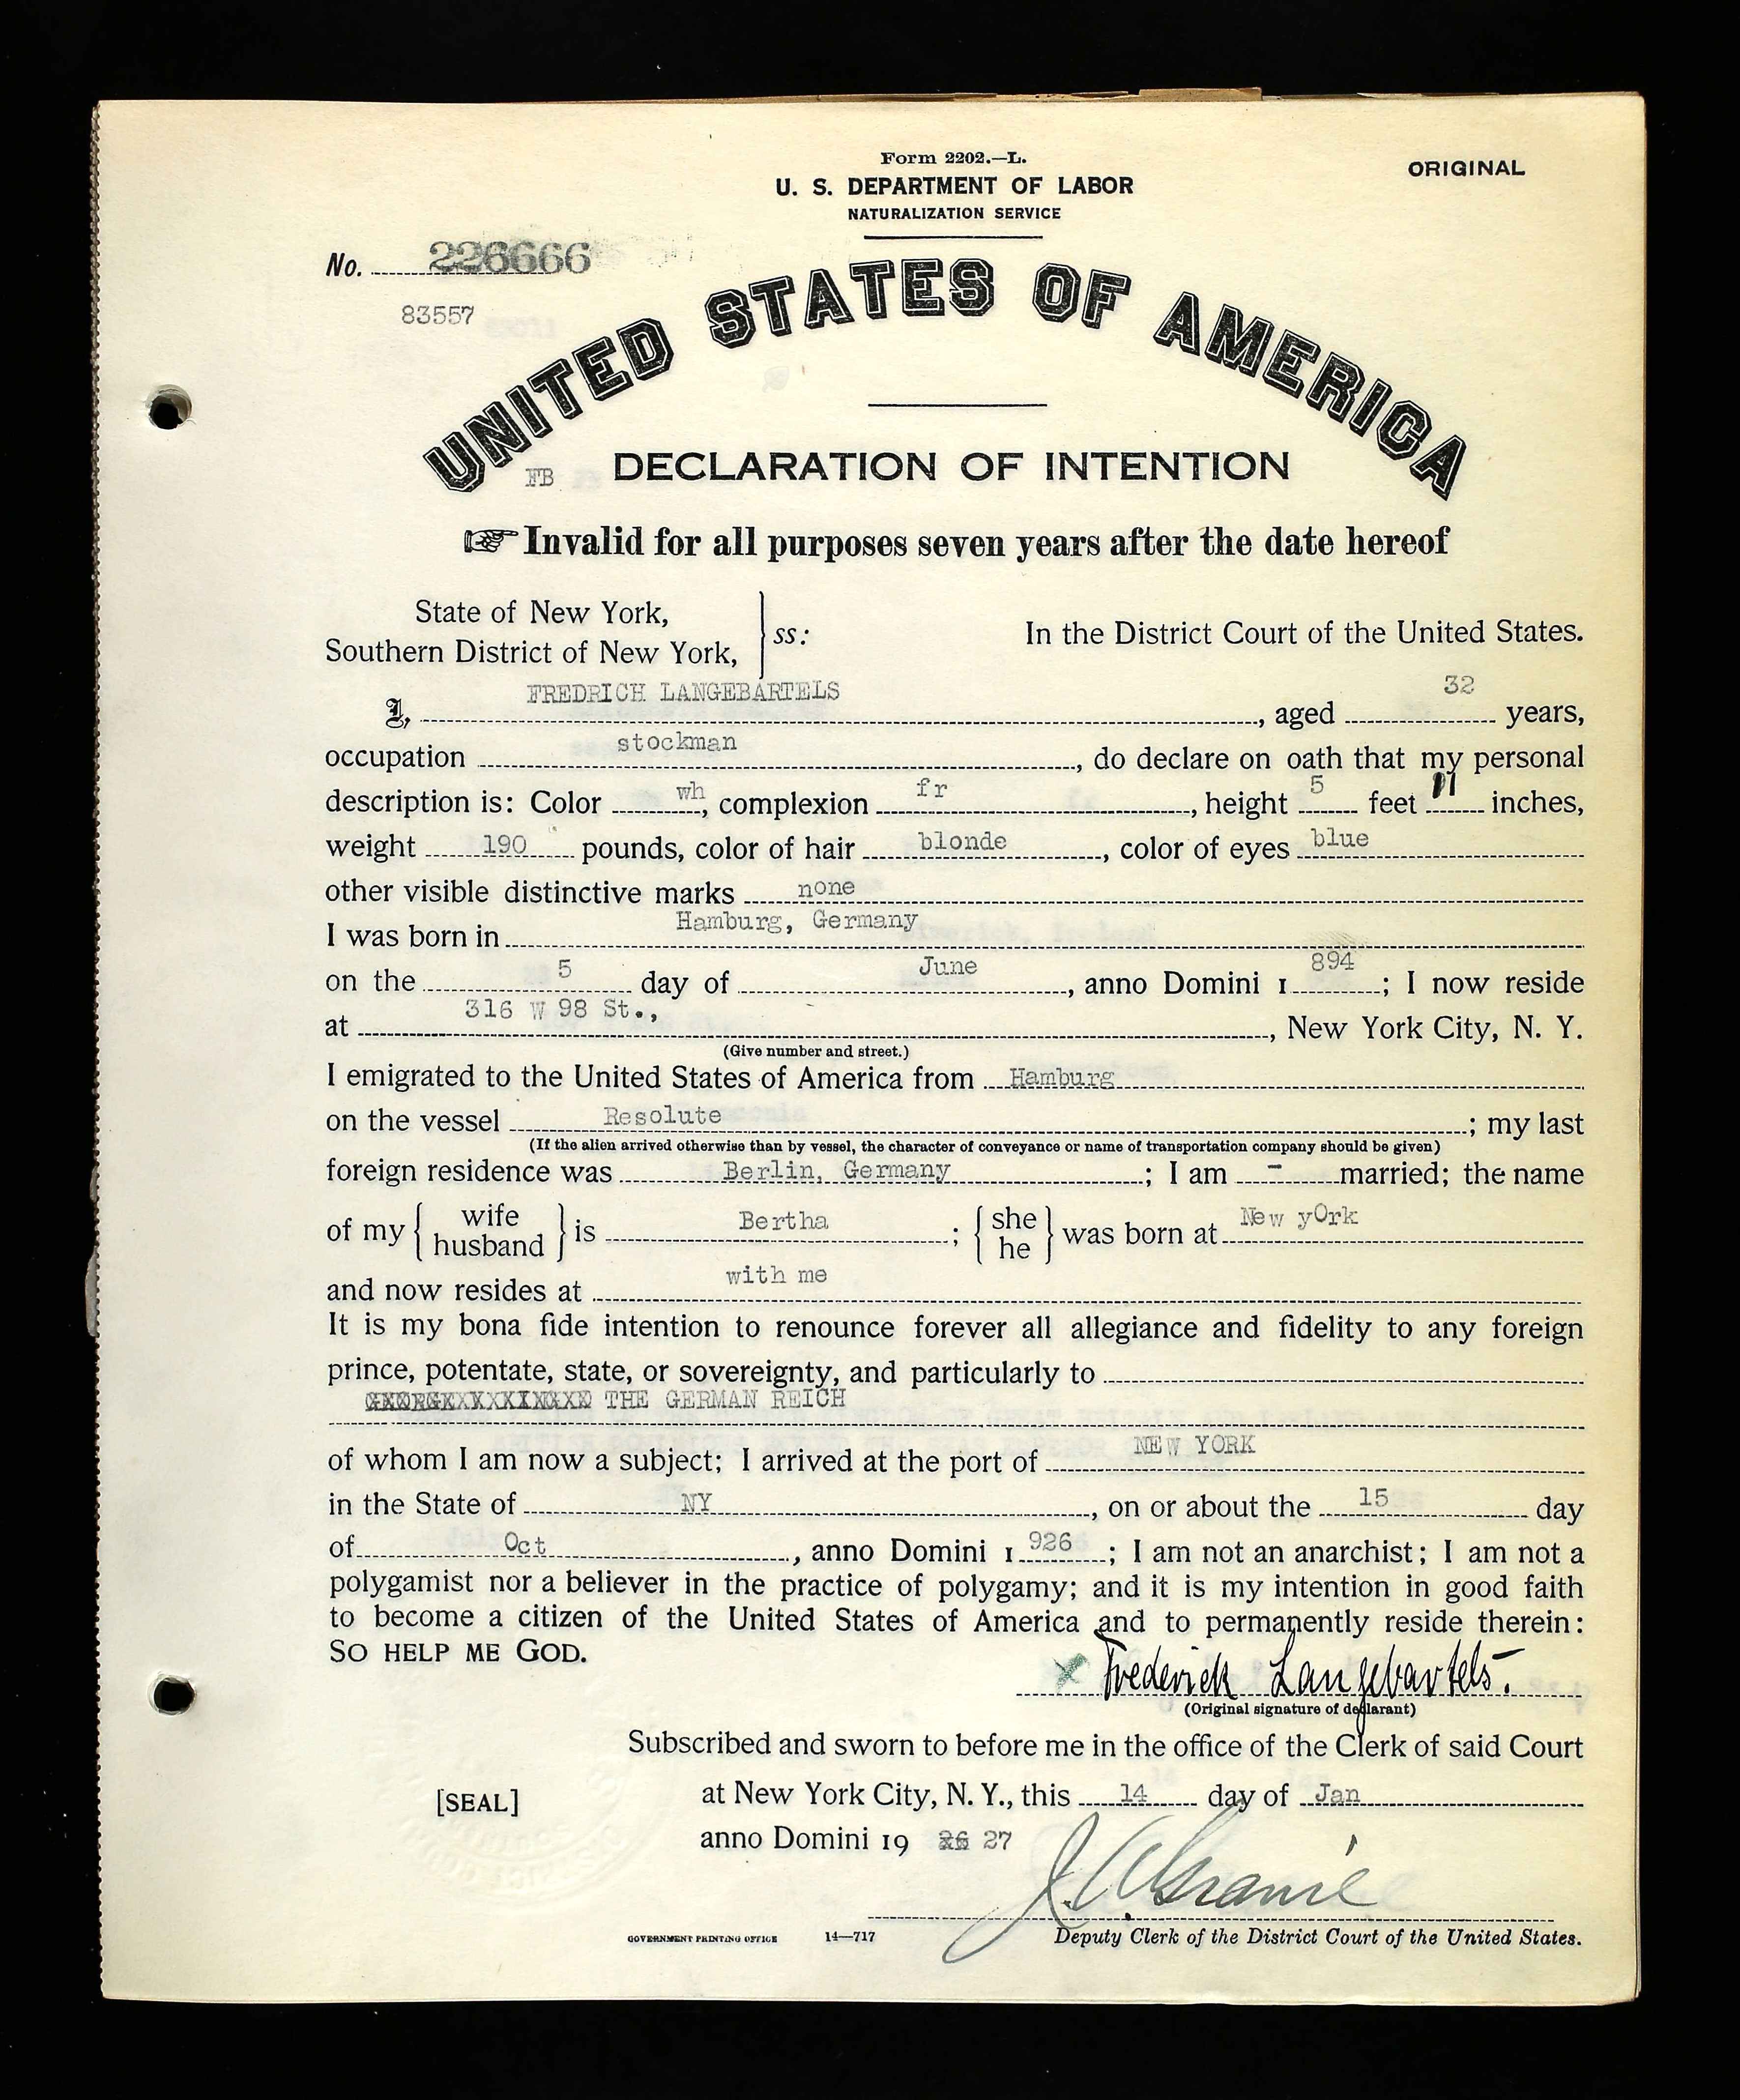 Form 2202.—L.
ORIGINAL
U. S. DEPARTMENT OF LABOR
NATURALIZATION SERVICE
No. 226666
83557
UNITED STATES OF AMERICA
FB
DECLARATION OF INTENTION
☞ Invalid for all purposes seven years after the date hereof
State of New York,
Southern District of New York,
ss:
In the District Court of the United States.
I, FREDRICH LANGEBARTELS, aged 32 years,
occupation stockman, do declare on oath that my personal
description is: Color wh, complexion fr, height 5 feet 11 inches,
weight 190 pounds, color of hair blonde, color of eyes blue
other visible distinctive marks none
I was born in Hamburg, Germany
on the 5 day of June, anno Domini 1894; I now reside
at 316 W 98 St.,, New York City, N. Y.
(Give number and street.)
I emigrated to the United States of America from Hamburg
on the vessel Resolute; my last
(If the alien arrived otherwise than by vessel, the character of conveyance or name of transportation company should be given)
foreign residence was Berlin, Germany; I am - married; the name
of my { wife husband } is Bertha; { she he } was born at New yOrk
and now resides at with me
It is my bona fide intention to renounce forever all allegiance and fidelity to any foreign
prince, potentate, state, or sovereignty, and particularly to
THE GERMAN REICH
of whom I am now a subject; I arrived at the port of NEW YORK
in the State of NY, on or about the 15 day
of Oct, anno Domini 1926; I am not an anarchist; I am not a
polygamist nor a believer in the practice of polygamy; and it is my intention in good faith
to become a citizen of the United States of America and to permanently reside therein:
SO HELP ME GOD.
x Frederick Langebartels.
(Original signature of declarant)
Subscribed and sworn to before me in the office of the Clerk of said Court
[SEAL]
at New York City, N. Y., this 14 day of Jan
anno Domini 19 26 27
GOVERNMENT PRINTING OFFICE 14—717
Deputy Clerk of the District Court of the United States.